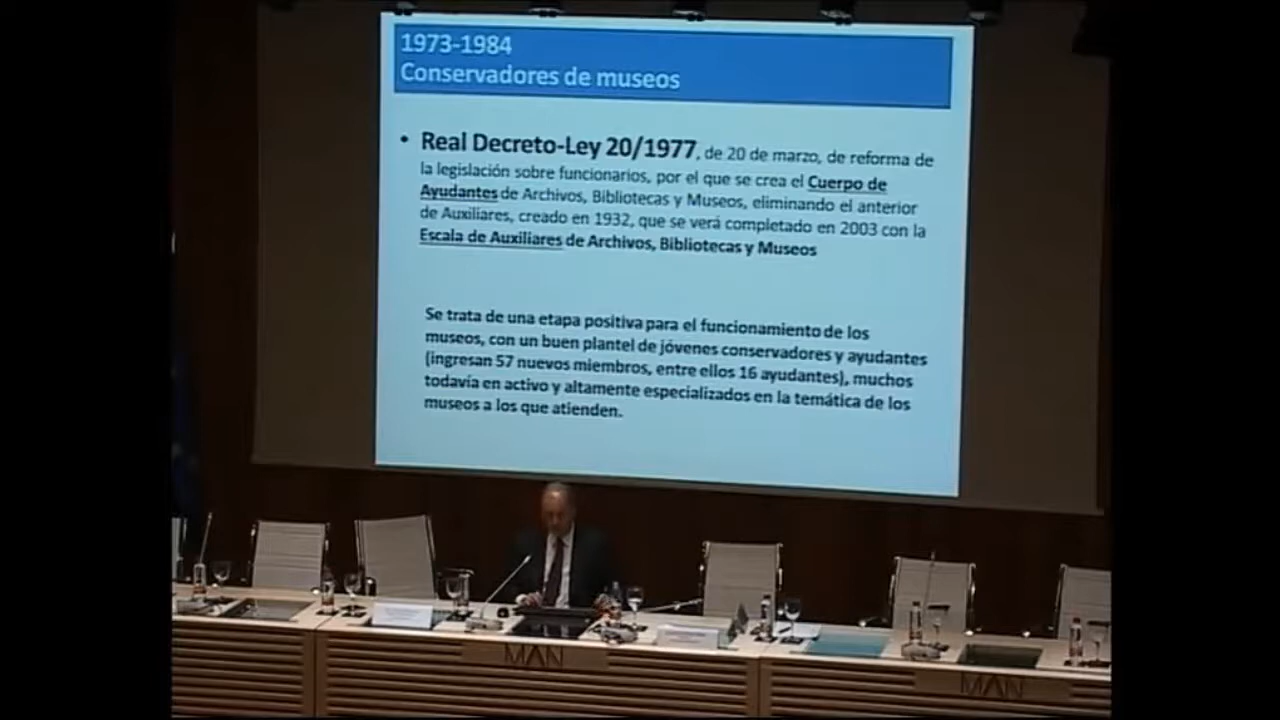 1973-1984
Conservadores de museos
• Real Decreto-Ley 20/1977, de 20 de marzo, de reforma de
la legislación sobre funcionarios, por el que se crea el Cuerpo de
Ayudantes de Archivos, Bibliotecas y Museos, eliminando el anterior
de Auxiliares, creado en 1932, que se verá completado en 2003 con la
Escala de Auxiliares de Archivos, Bibliotecas y Museos
Se trata de una etapa positiva para el funcionamiento de los
museos, con un buen plantel de jóvenes conservadores y ayudantes
(ingresan 57 nuevos miembros, entre ellos 16 ayudantes), muchos
todavía en activo y altamente especializados en la temática de los
museos a los que atienden.
MAN
MAN